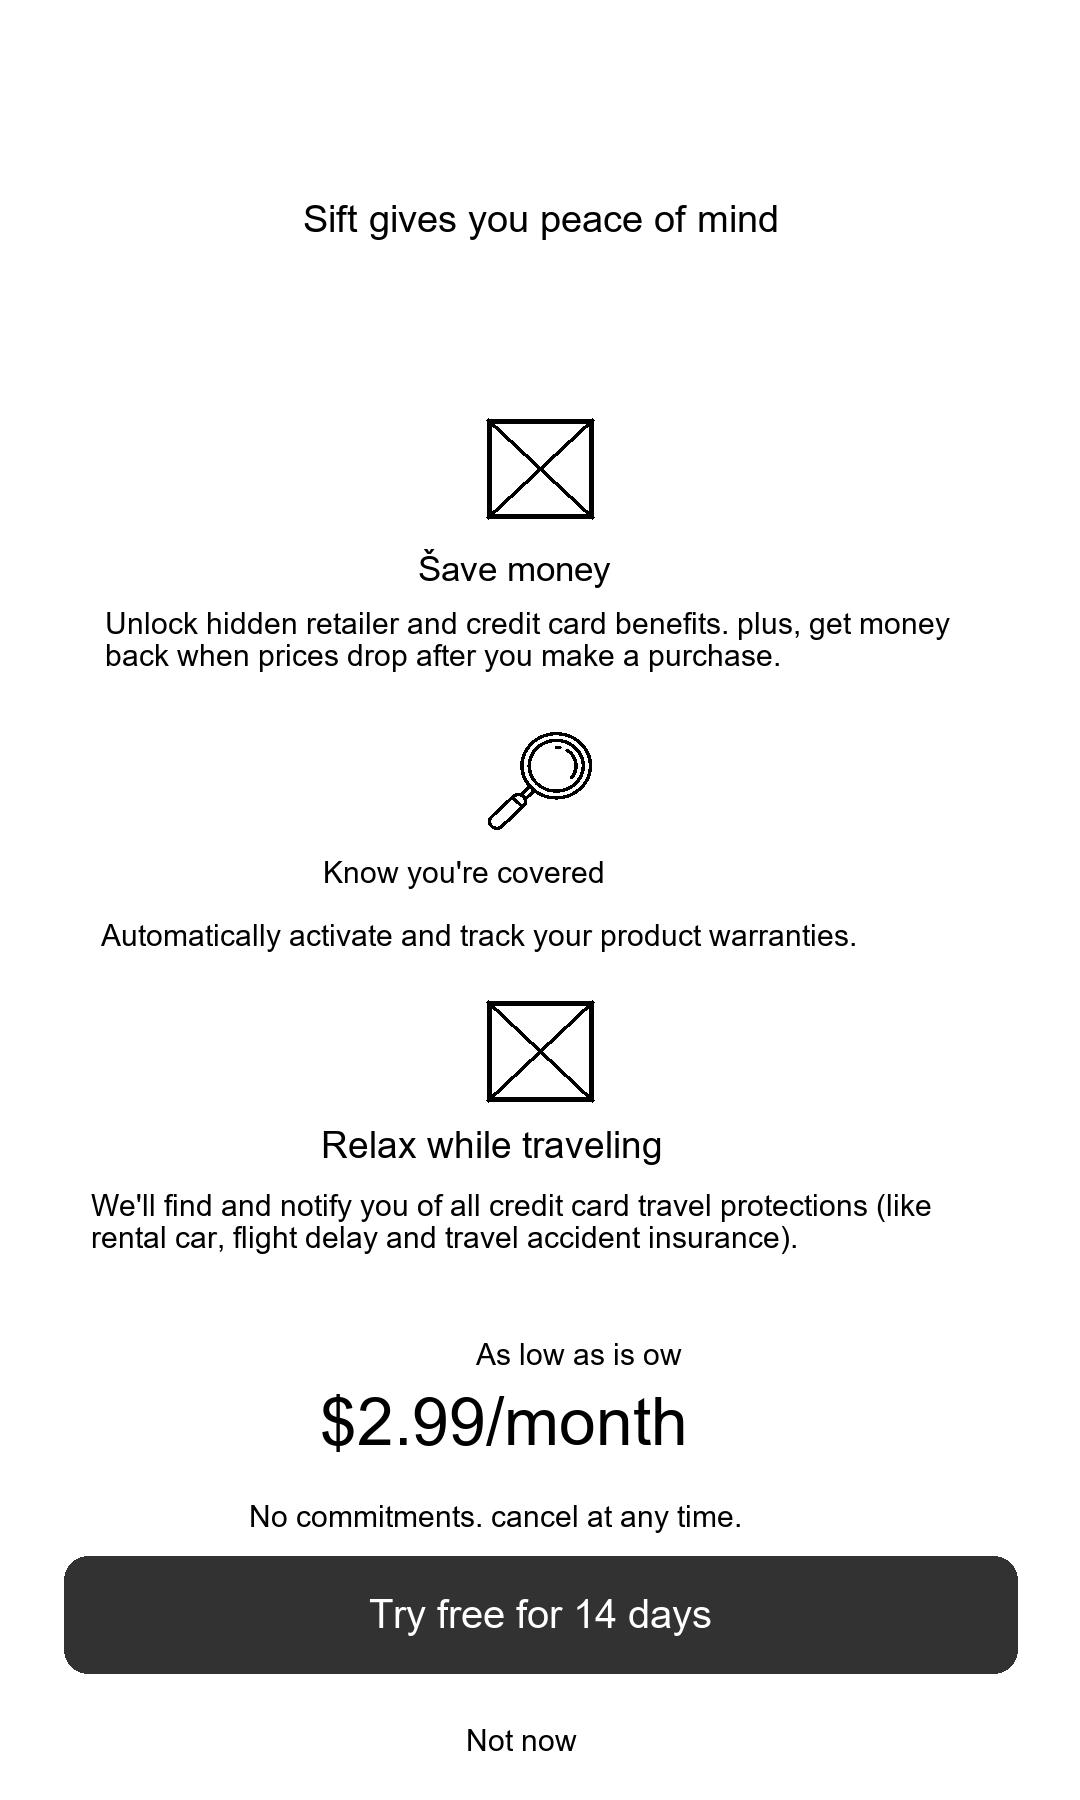 Sift gives you peace of mind
Šave money
Unlock hidden retailer and credit card benefits. plus, get money
back when prices drop after you make a purchase.
Know you're covered
Automatically activate and track your product warranties.
Relax while traveling
We'll find and notify you of all credit card travel protections (like
rental car, flight delay and travel accident insurance).
As low as is ow
$2.99/month
No commitments. cancel at any time.
Try free for 14 days
Not now